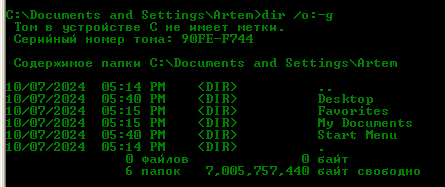 C:\Documents and Settings\Artem>dir /o:-g
Том в устройстве C не имеет метки.
Серийный номер тома: 90FE-F744
Содержимое папки C:\Documents and Settings\Artem
10/07/2024 05:14 PM <DIR> ..
10/07/2024 05:40 PM <DIR> Desktop
10/07/2024 05:15 PM <DIR> Favorites
10/07/2024 05:15 PM <DIR> My Documents
10/07/2024 05:40 PM <DIR> Start Menu
10/07/2024 05:14 PM <DIR> .
0 файлов 0 байт
6 папок 7,005,757,440 байт свободно